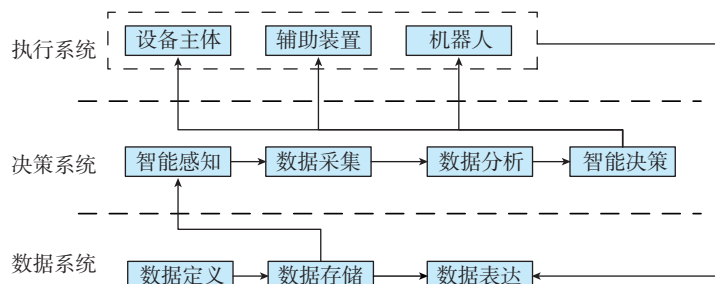 执行系统 设备主体 辅助装置 机器人
决策系统 智能感知 数据采集 数据分析 智能决策
数据系统 数据定义 数据存储 数据表达